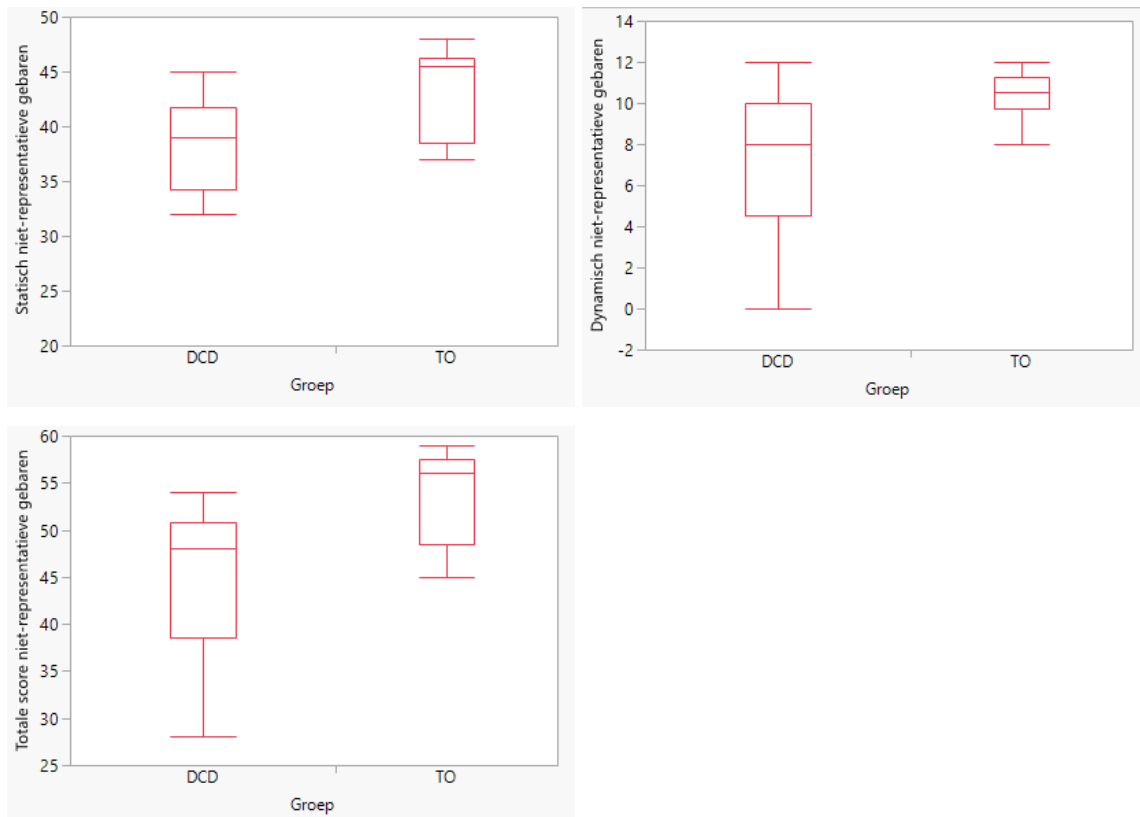 Statisch niet-representatieve gebaren
50
45
40
35
30
25
20
DCD
TO
Groep
Dynamisch niet-representatieve gebaren
14
12
10
8
6
4
2
0
-2
DCD
TO
Groep
Totale score niet-representatieve gebaren
60
55
50
45
40
35
30
25
DCD
TO
Groep